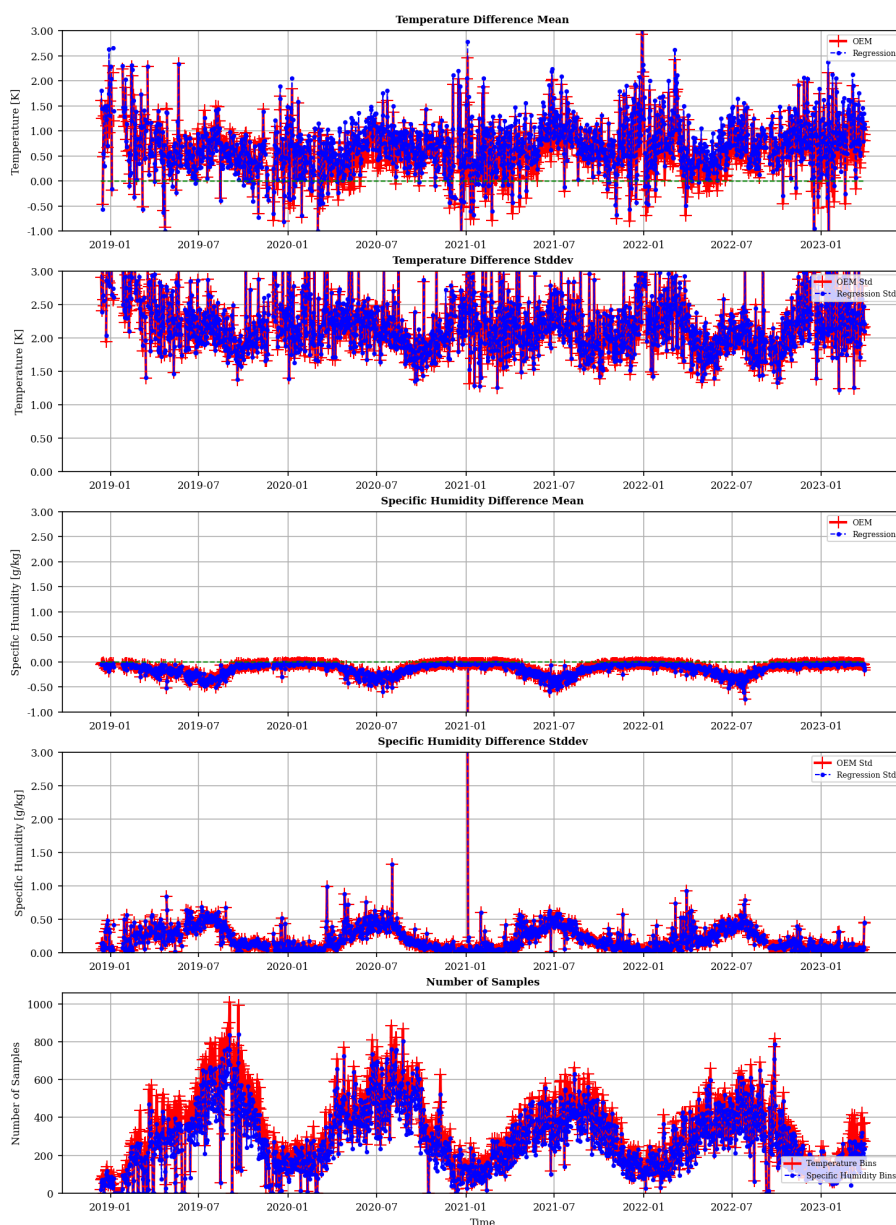 Temperature Difference Mean
Temperature [K]
3.00
2.50
2.00
1.50
1.00
0.50
0.00
-0.50
-1.00
OEM
Regression
2019-01 2019-07 2020-01 2020-07 2021-01 2021-07 2022-01 2022-07 2023-01
Temperature Difference Stddev
Temperature [K]
3.00
2.50
2.00
1.50
1.00
0.50
0.00
OEM Std
Regression Std
2019-01 2019-07 2020-01 2020-07 2021-01 2021-07 2022-01 2022-07 2023-01
Specific Humidity Difference Mean
Specific Humidity [g/kg]
3.00
2.50
2.00
1.50
1.00
0.50
0.00
-0.50
-1.00
OEM
Regression
2019-01 2019-07 2020-01 2020-07 2021-01 2021-07 2022-01 2022-07 2023-01
Specific Humidity Difference Stddev
Specific Humidity [g/kg]
3.00
2.50
2.00
1.50
1.00
0.50
0.00
OEM Std
Regression Std
2019-01 2019-07 2020-01 2020-07 2021-01 2021-07 2022-01 2022-07 2023-01
Number of Samples
Number of Samples
1000
800
600
400
200
0
Temperature Bins
Specific Humidity Bins
2019-01 2019-07 2020-01 2020-07 2021-01 2021-07 2022-01 2022-07 2023-01
Time